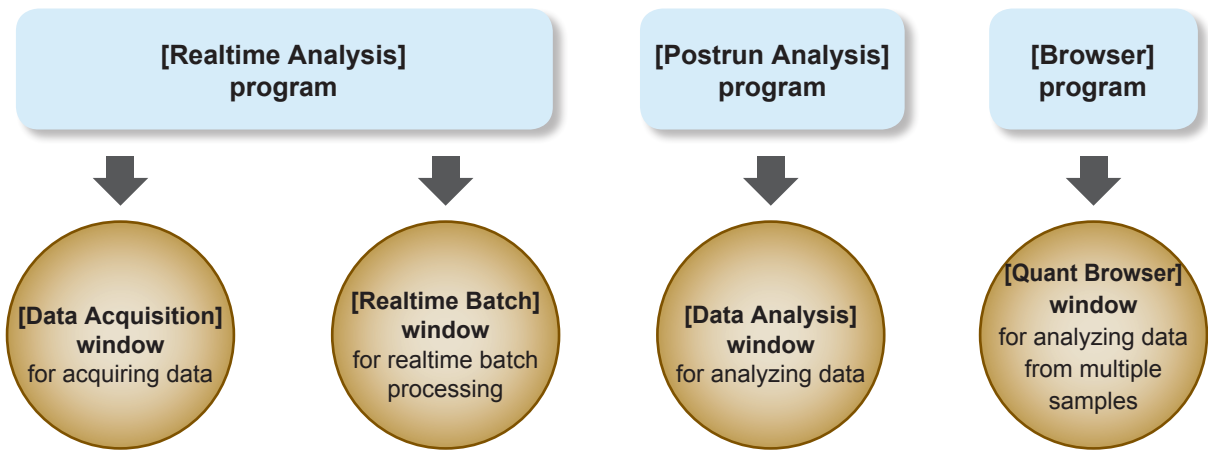 [Realtime Analysis]
program
[Postrun Analysis]
program
[Browser]
program
[Data Acquisition]
window
for acquiring data
[Realtime Batch]
window
for realtime batch
processing
[Data Analysis]
window
for analyzing data
[Quant Browser]
window
for analyzing data
from multiple
samples